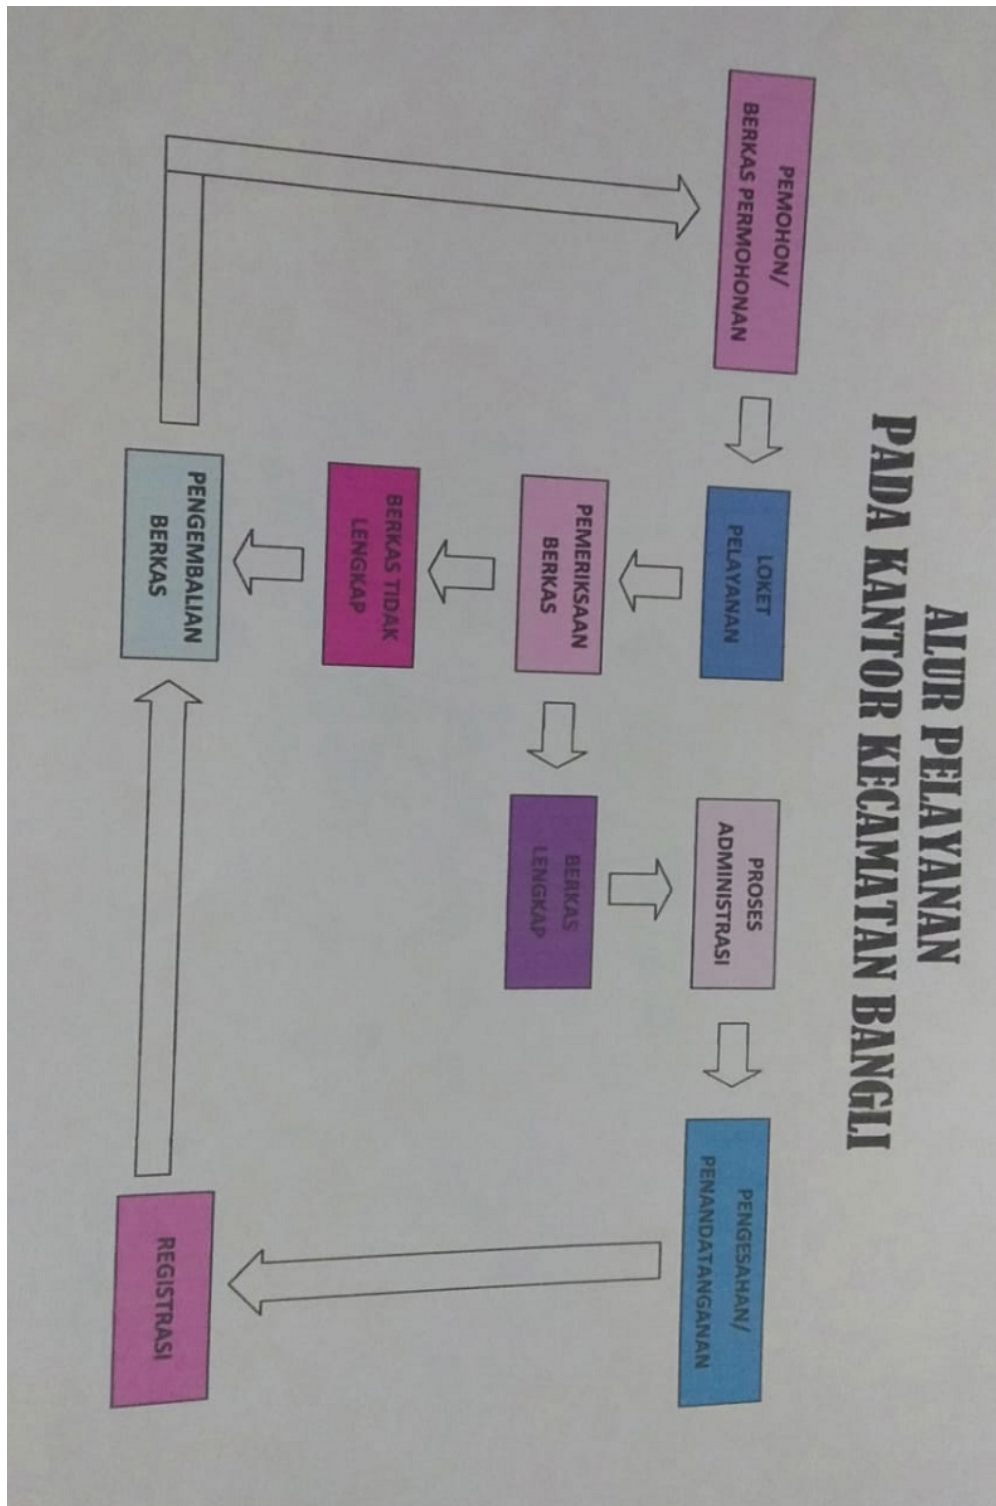 ALUR PELAYANAN
PADA KANTOR KECAMATAN BANGLI
PEMOHON/
BERKAS PERMOHONAN
LOKET
PELAYANAN
PROSES
ADMINISTRASI
PENGESAHAN/
PENANDATANGANAN
PEMERIKSAAN
BERKAS
BERKAS
LENGKAP
BERKAS TIDAK
LENGKAP
PENGEMBALIAN
BERKAS
REGISTRASI